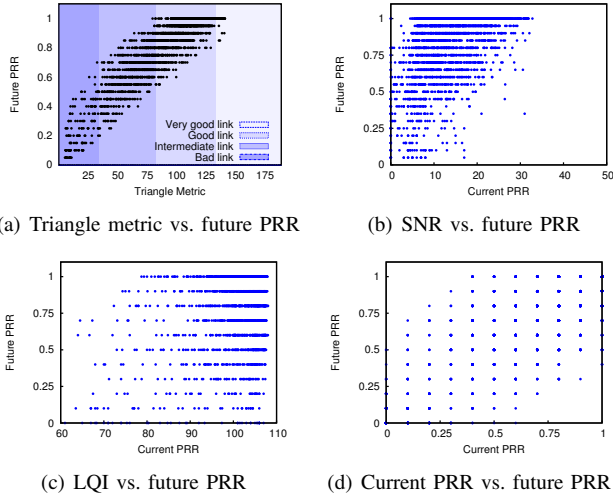 1
0.8
0.6
0.4
0.2
0
Future PRR
25 50 75 100 125 150 175
Triangle Metric
Very good link
Good link
Intermediate link
Bad link
(a) Triangle metric vs. future PRR
1
0.75
0.5
0.25
0
Future PRR
0 10 20 30 40 50
Current PRR
(b) SNR vs. future PRR
1
0.75
0.5
0.25
0
Future PRR
60 70 80 90 100 110
Current PRR
(c) LQI vs. future PRR
1
0.75
0.5
0.25
0
Future PRR
0 0.25 0.5 0.75 1
Current PRR
(d) Current PRR vs. future PRR